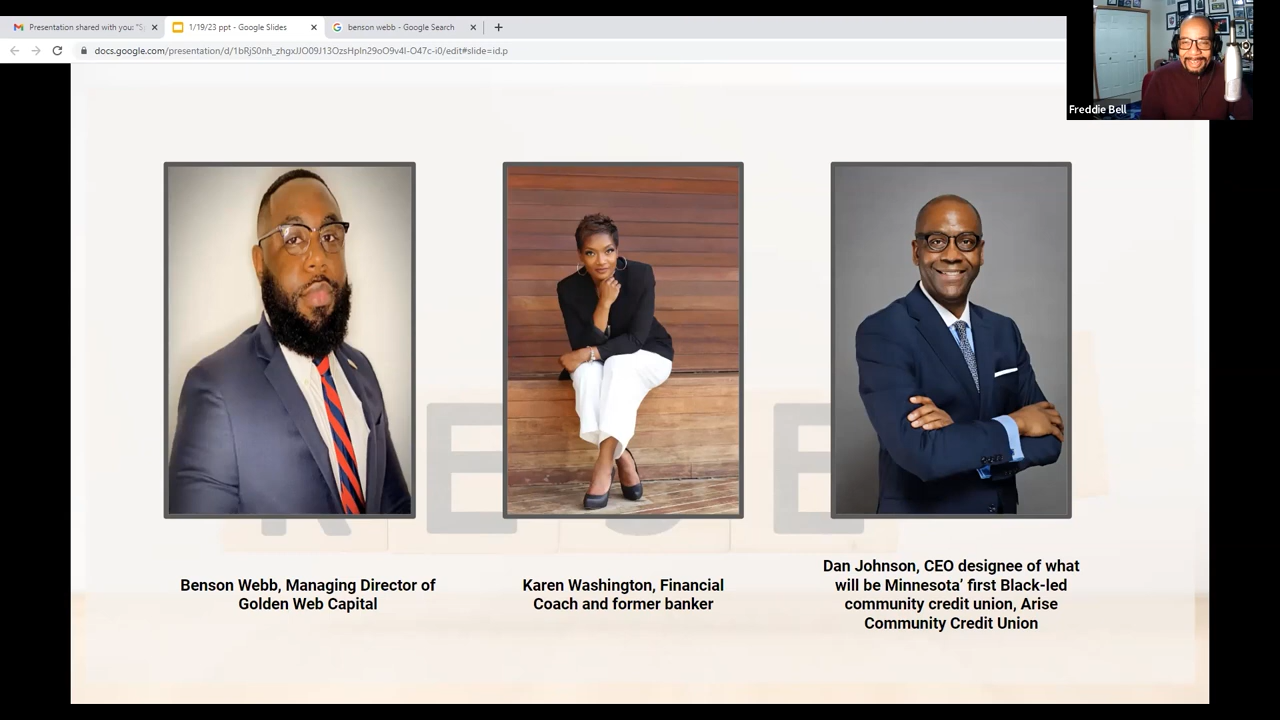 Presentation shared with you: "S
1/19/23 ppt - Google Slides
benson webb - Google Search
docs.google.com/presentation/d/1bRjS0nh_zhgxJJO09J13OzsHpln29oO9v4I-O47c-i0/edit#slide=id.p
Freddie Bell
RESE
Benson Webb, Managing Director of
Golden Web Capital
Karen Washington, Financial
Coach and former banker
Dan Johnson, CEO designee of what
will be Minnesota’ first Black-led
community credit union, Arise
Community Credit Union